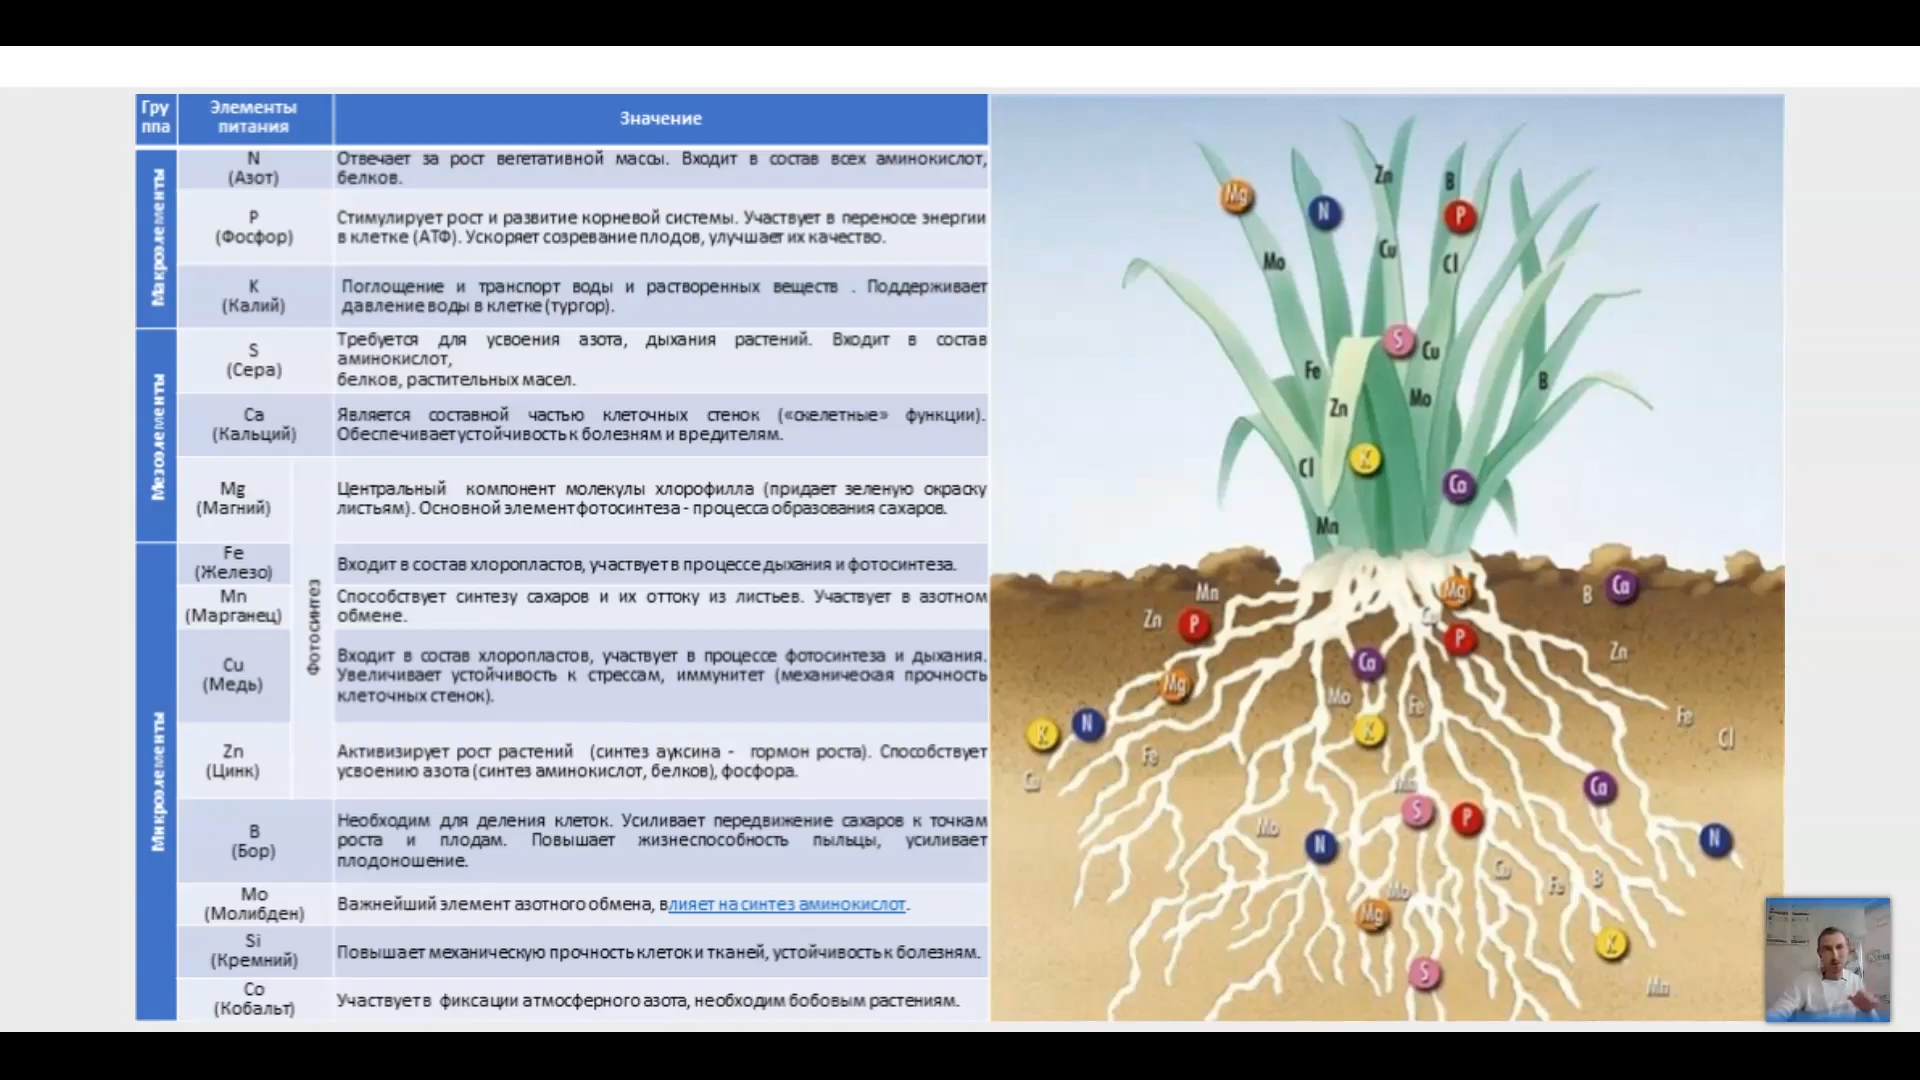 Гру
ппа
Элементы
питания
Значение
Макроэлементы
N
(Азот)
Отвечает за рост вегетативной массы. Входит в состав всех аминокислот,
белков.
P
(Фосфор)
Стимулирует рост и развитие корневой системы. Участвует в переносе энергии
в клетке (АТФ). Ускоряет созревание плодов, улучшает их качество.
K
(Калий)
Поглощение и транспорт воды и растворенных веществ . Поддерживает
давление воды в клетке (тургор).
Мезоэлементы
S
(Сера)
Требуется для усвоения азота, дыхания растений. Входит в состав
аминокислот,
белков, растительных масел.
Ca
(Кальций)
Является составной частью клеточных стенок («скелетные» функции).
Обеспечивает устойчивость к болезням и вредителям.
Mg
(Магний)
Центральный компонент молекулы хлорофилла (придает зеленую окраску
листьям). Основной элемент фотосинтеза - процесса образования сахаров.
Микроэлементы
Фотосинтез
Fe
(Железо)
Входит в состав хлоропластов, участвует в процессе дыхания и фотосинтеза.
Mn
(Марганец)
Способствует синтезу сахаров и их оттоку из листьев. Участвует в азотном
обмене.
Cu
(Медь)
Входит в состав хлоропластов, участвует в процессе фотосинтеза и дыхания.
Увеличивает устойчивость к стрессам, иммунитет (механическая прочность
клеточных стенок).
Zn
(Цинк)
Активизирует рост растений (синтез ауксина - гормон роста). Способствует
усвоению азота (синтез аминокислот, белков), фосфора.
B
(Бор)
Необходим для деления клеток. Усиливает передвижение сахаров к точкам
роста и плодам. Повышает жизнеспособность пыльцы, усиливает
плодоношение.
Mo
(Молибден)
Важнейший элемент азотного обмена, влияет на синтез аминокислот.
Si
(Кремний)
Повышает механическую прочность клеток и тканей, устойчивость к болезням.
Co
(Кобальт)
Участвует в фиксации атмосферного азота, необходим бобовым растениям.
Zn
B
Mg
N
P
Cu
Mo
Cl
S
Cu
Fe
B
Zn
Mo
K
Cl
Ca
Mn
Mn
Mg
B
Ca
Zn
P
Cu
P
Zn
Ca
Mg
Mo
Fe
Fe
K
N
K
Cl
Fe
Cu
Mn
Ca
S
P
Mo
N
N
Cu
Fe
B
Mo
Mg
K
S
Mn